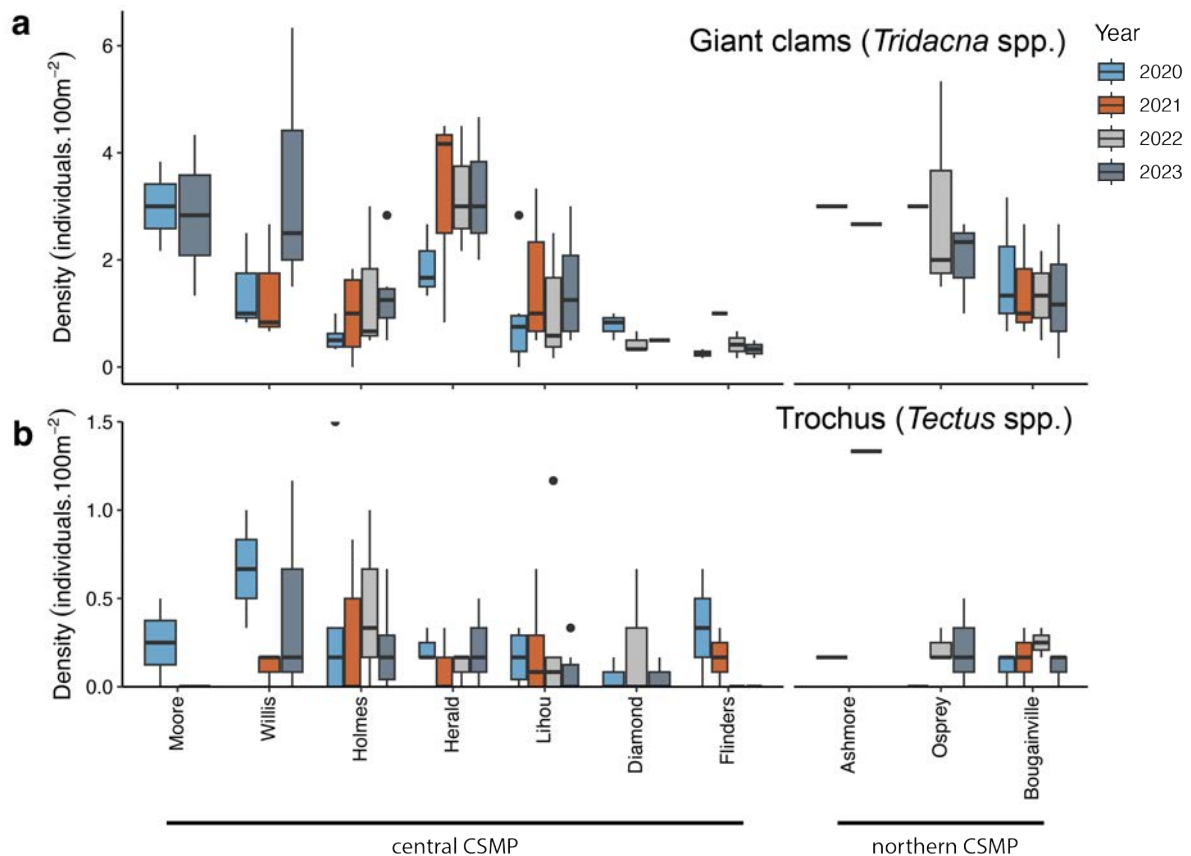 a
Giant clams (Tridacna spp.)
Density (individuals.100m⁻²)
6
4
2
0
Year
2020
2021
2022
2023
b
Trochus (Tectus spp.)
Density (individuals.100m⁻²)
1.5
1.0
0.5
0.0
Moore
Willis
Holmes
Herald
Lihou
Diamond
Flinders
Ashmore
Osprey
Bougainville
central CSMP
northern CSMP